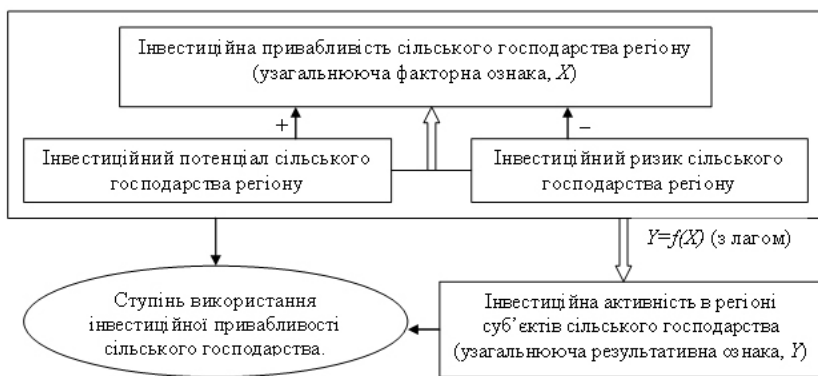 Інвестиційна привабливість сільського господарства регіону
(узагальнююча факторна ознака, X)
+
–
Інвестиційний потенціал сільського
господарства регіону
Інвестиційний ризик сільського
господарства регіону
Y=f(X) (з лагом)
Ступінь використання
інвестиційної привабливості
сільського господарства.
Інвестиційна активність в регіоні
суб’єктів сільського господарства
(узагальнююча результативна ознака, Y)